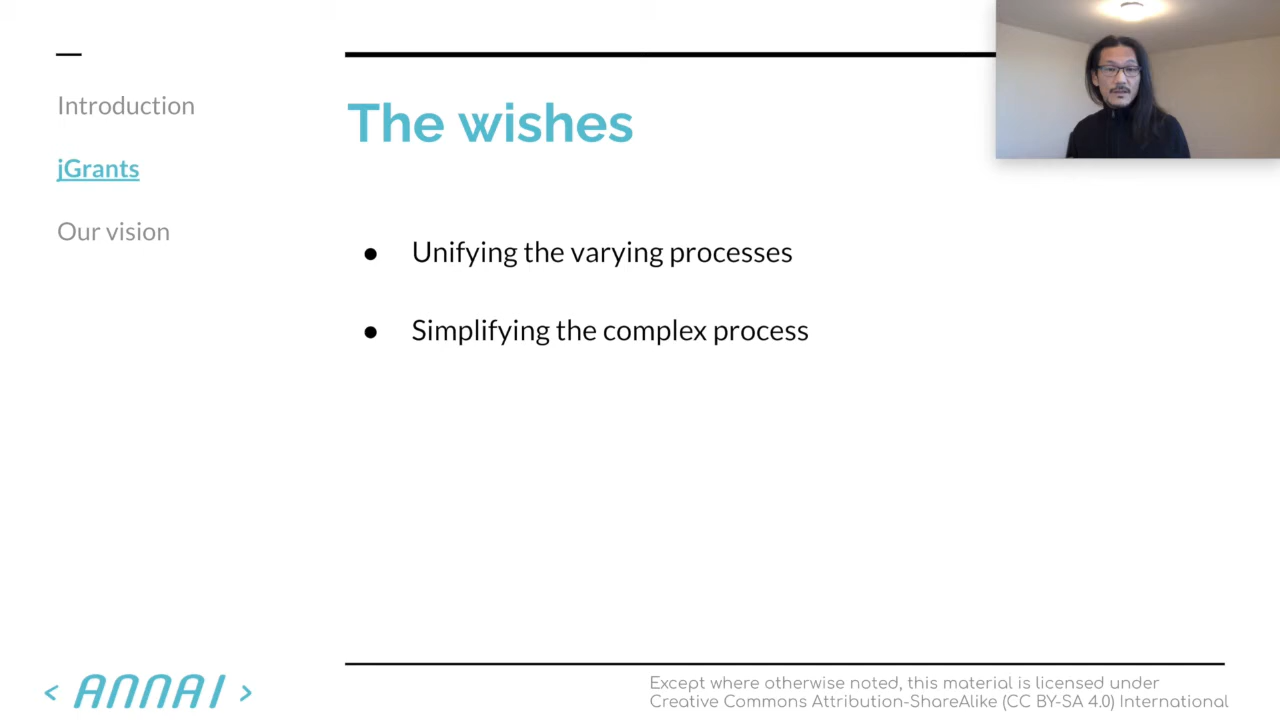 Introduction
jGrants
Our vision
The wishes
● Unifying the varying processes
● Simplifying the complex process
< ANNAI >
Except where otherwise noted, this material is licensed under
Creative Commons Attribution-ShareAlike (CC BY-SA 4.0) International